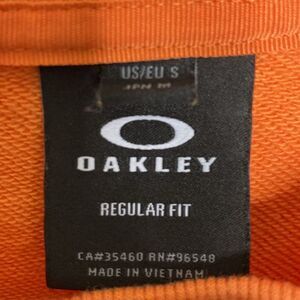 US/EU S
JPN M
OAKLEY
REGULAR FIT
CA#35460 RN#96548
MADE IN VIETNAM